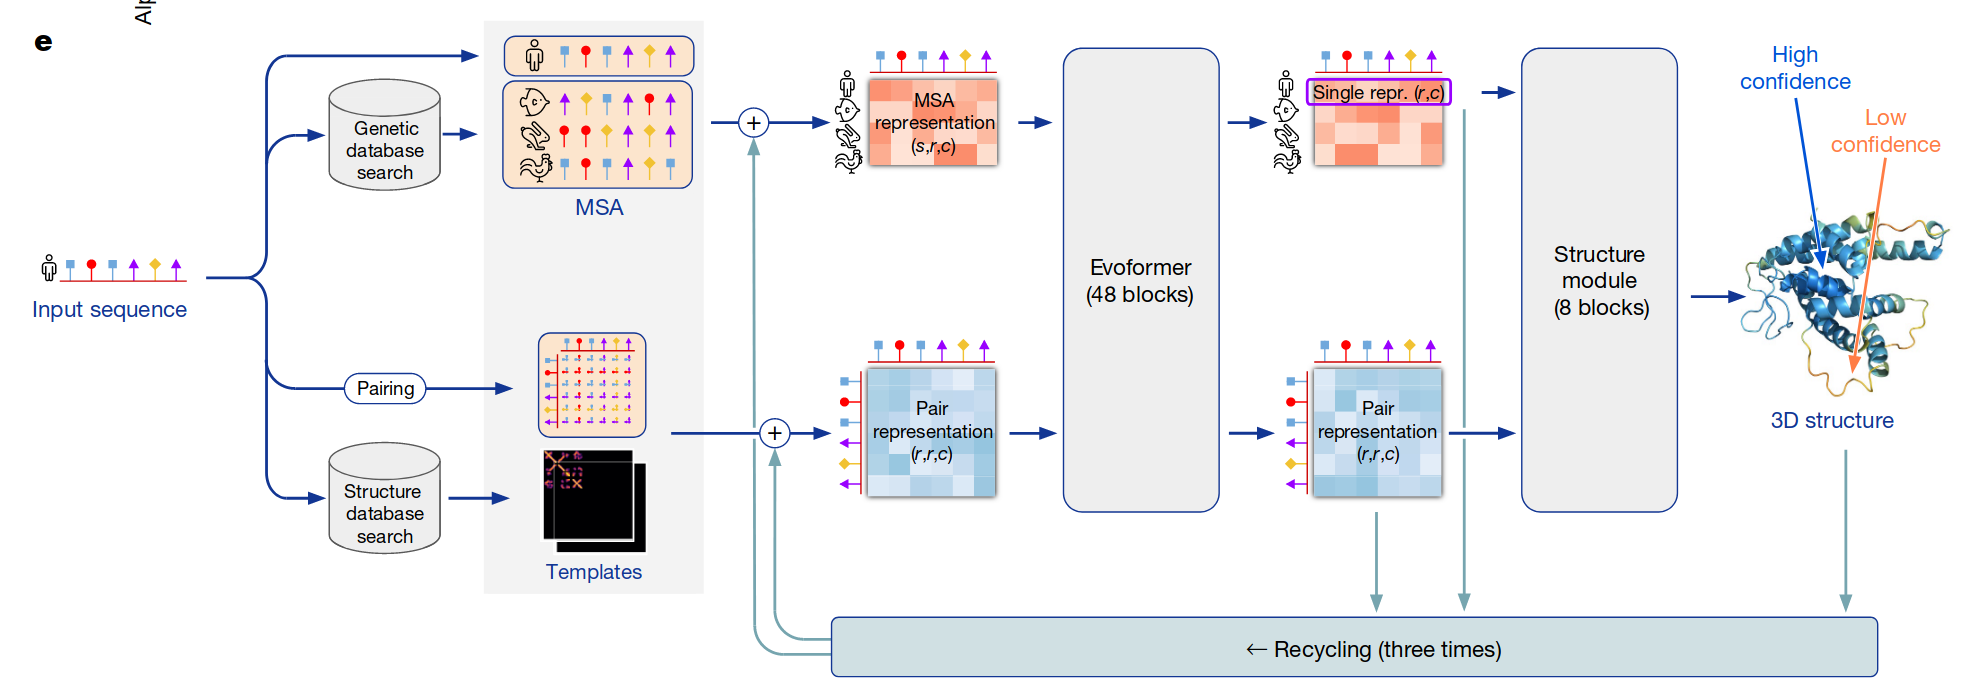 Al
e
Input sequence
Genetic
database
search
Pairing
Structure
database
search
MSA
Templates
+
+
MSA
representation
(s,r,c)
Pair
representation
(r,r,c)
Evoformer
(48 blocks)
Single repr. (r,c)
Pair
representation
(r,r,c)
Structure
module
(8 blocks)
High
confidence
Low
confidence
3D structure
← Recycling (three times)